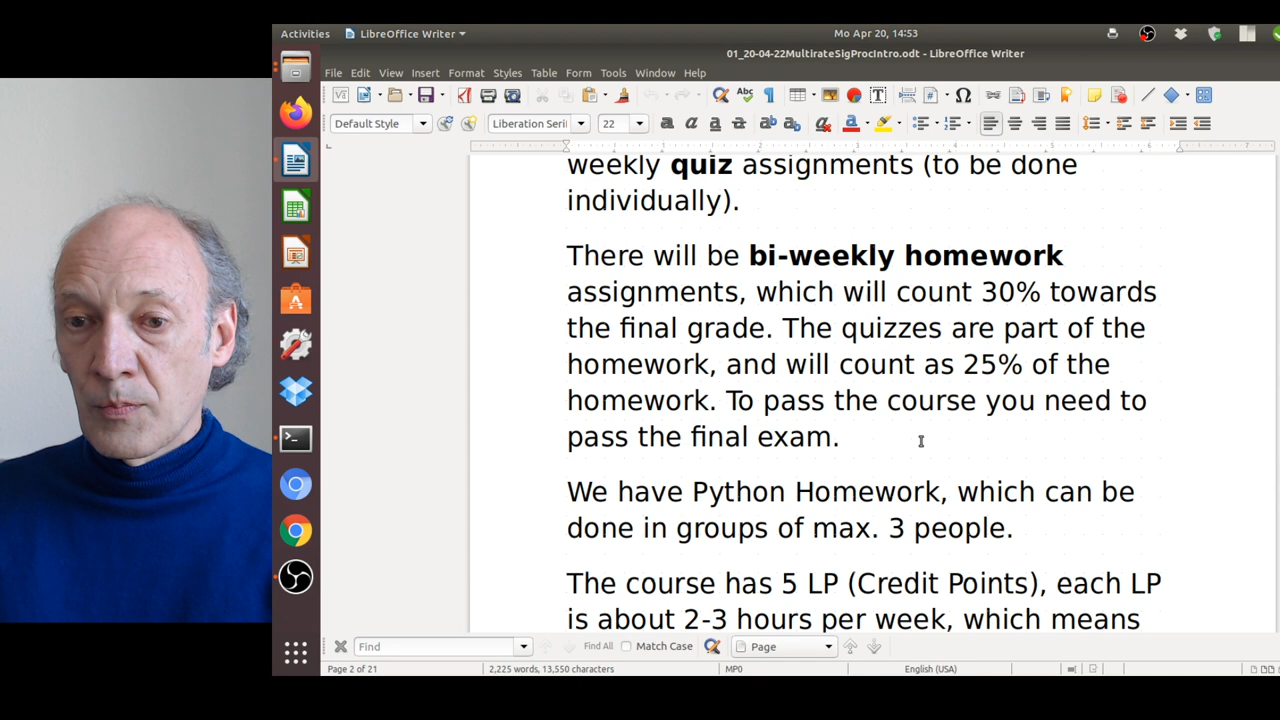 Activities LibreOffice Writer Mo Apr 20, 14:53
01_20-04-22MultirateSigProcIntro.odt - LibreOffice Writer
File Edit View Insert Format Styles Table Form Tools Window Help
Default Style Liberation Seri 22
weekly quiz assignments (to be done
individually).
There will be bi-weekly homework
assignments, which will count 30% towards
the final grade. The quizzes are part of the
homework, and will count as 25% of the
homework. To pass the course you need to
pass the final exam.
We have Python Homework, which can be
done in groups of max. 3 people.
The course has 5 LP (Credit Points), each LP
is about 2-3 hours per week, which means
Find Find All Match Case Page
Page 2 of 21 2,225 words, 13,550 characters MP0 English (USA)